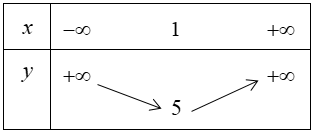 x −∞ 1 +∞
y +∞ +∞
5